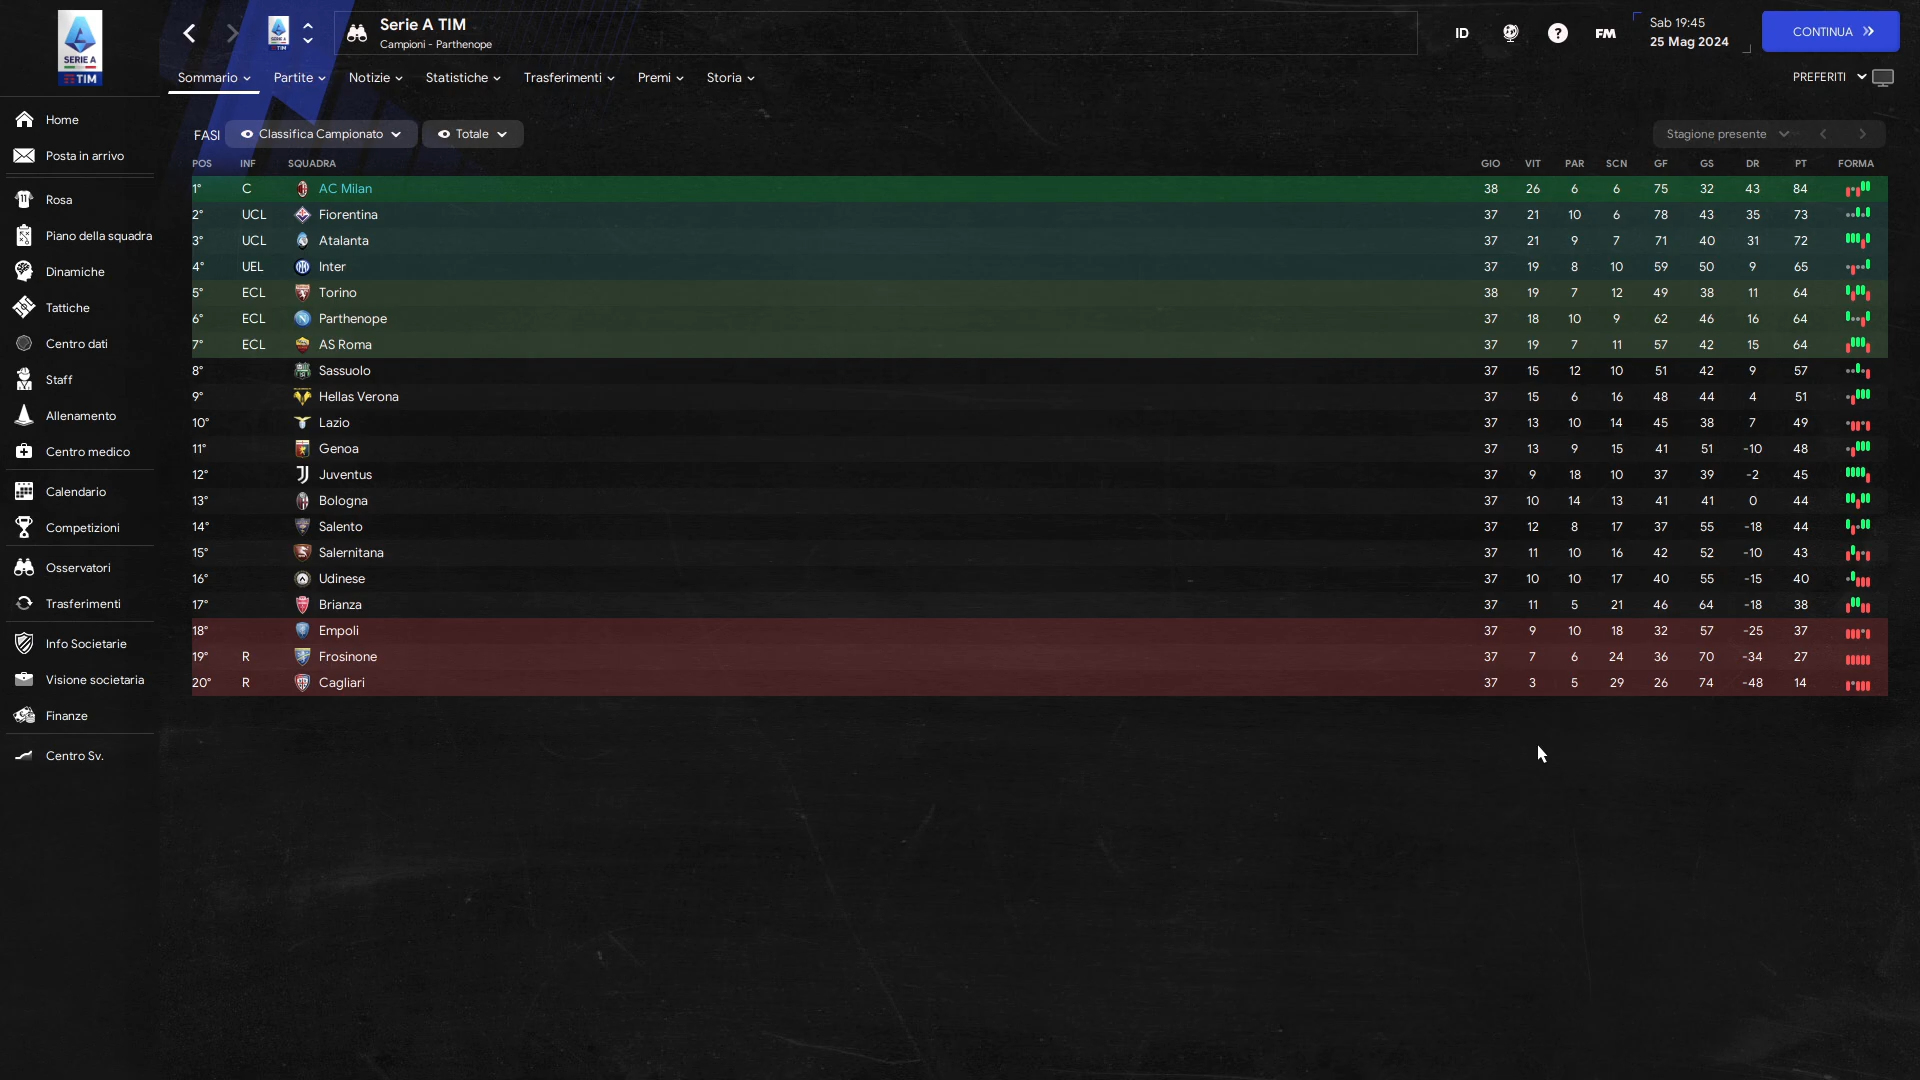 Serie A TIM
Campioni - Parthenope
ID
FM
Sab 19:45
25 Mag 2024
CONTINUA
SERIE A
TIM
Sommario
Partite
Notizie
Statistiche
Trasferimenti
Premi
Storia
PREFERITI
Home
Posta in arrivo
Rosa
Piano della squadra
Dinamiche
Tattiche
Centro dati
Staff
Allenamento
Centro medico
Calendario
Competizioni
Osservatori
Trasferimenti
Info Societarie
Visione societaria
Finanze
Centro Sv.
FASI Classifica Campionato Totale
Stagione presente
POS INF SQUADRA GIO VIT PAR SCN GF GS DR PT FORMA
1° C AC Milan 38 26 6 6 75 32 43 84
2° UCL Fiorentina 37 21 10 6 78 43 35 73
3° UCL Atalanta 37 21 9 7 71 40 31 72
4° UEL Inter 37 19 8 10 59 50 9 65
5° ECL Torino 38 19 7 12 49 38 11 64
6° ECL Parthenope 37 18 10 9 62 46 16 64
7° ECL AS Roma 37 19 7 11 57 42 15 64
8° Sassuolo 37 15 12 10 51 42 9 57
9° Hellas Verona 37 15 6 16 48 44 4 51
10° Lazio 37 13 10 14 45 38 7 49
11° Genoa 37 13 9 15 41 51 -10 48
12° Juventus 37 9 18 10 37 39 -2 45
13° Bologna 37 10 14 13 41 41 0 44
14° Salento 37 12 8 17 37 55 -18 44
15° Salernitana 37 11 10 16 42 52 -10 43
16° Udinese 37 10 10 17 40 55 -15 40
17° Brianza 37 11 5 21 46 64 -18 38
18° Empoli 37 9 10 18 32 57 -25 37
19° R Frosinone 37 7 6 24 36 70 -34 27
20° R Cagliari 37 3 5 29 26 74 -48 14